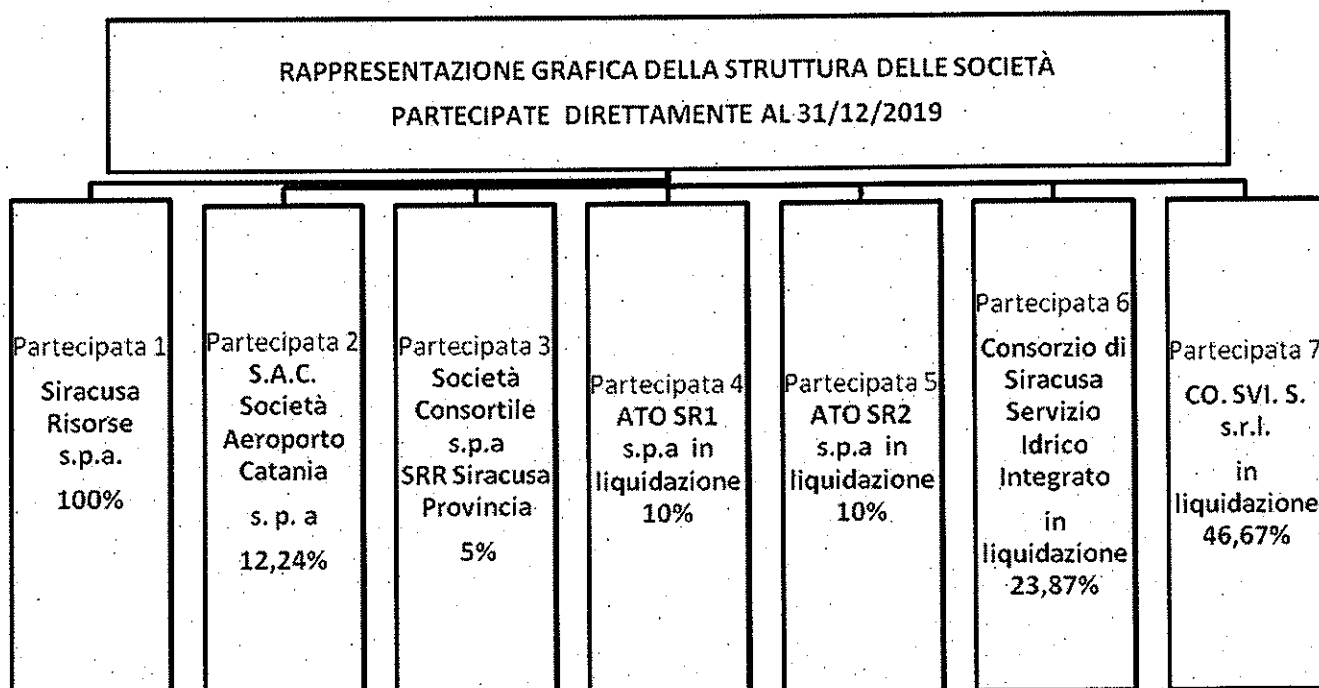 RAPPRESENTAZIONE GRAFICA DELLA STRUTTURA DELLE SOCIETÀ
PARTECIPATE DIRETTAMENTE AL 31/12/2019
Partecipata 1
Siracusa
Risorse
s.p.a.
100%
Partecipata 2
S.A.C.
Società
Aeroporto
Catania
s. p. a
12,24%
Partecipata 3
Società
Consortile
s.p.a
SRR Siracusa
Provincia
5%
Partecipata 4
ATO SR1
s.p.a in
liquidazione
10%
Partecipata 5
ATO SR2
s.p.a in
liquidazione
10%
Partecipata 6
Consorzio di
Siracusa
Servizio
Idrico
Integrato
in
liquidazione
23,87%
Partecipata 7
CO. SVI. S.
s.r.l.
in
liquidazione
46,67%